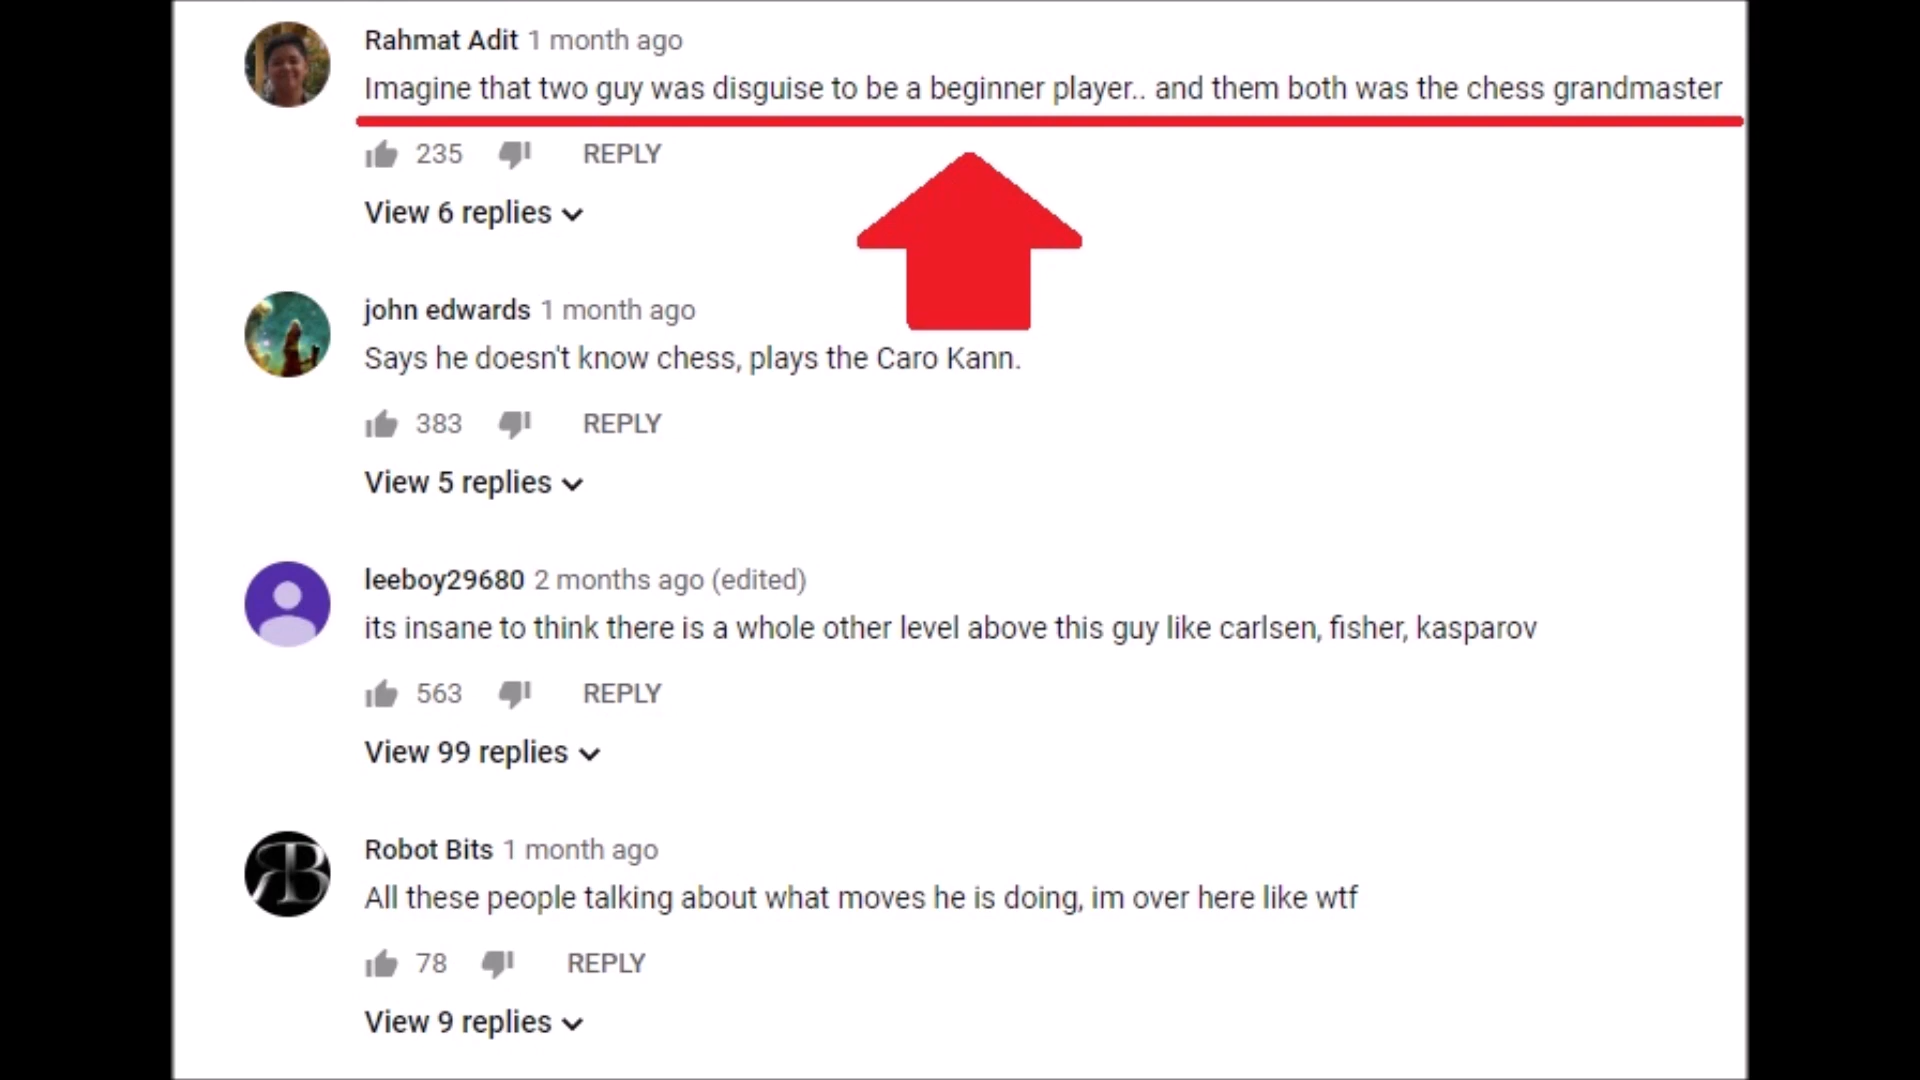 Rahmat Adit 1 month ago
Imagine that two guy was disguise to be a beginner player.. and them both was the chess grandmaster
235 REPLY
View 6 replies
john edwards 1 month ago
Says he doesn't know chess, plays the Caro Kann.
383 REPLY
View 5 replies
leeboy29680 2 months ago (edited)
its insane to think there is a whole other level above this guy like carlsen, fisher, kasparov
563 REPLY
View 99 replies
Robot Bits 1 month ago
All these people talking about what moves he is doing, im over here like wtf
78 REPLY
View 9 replies